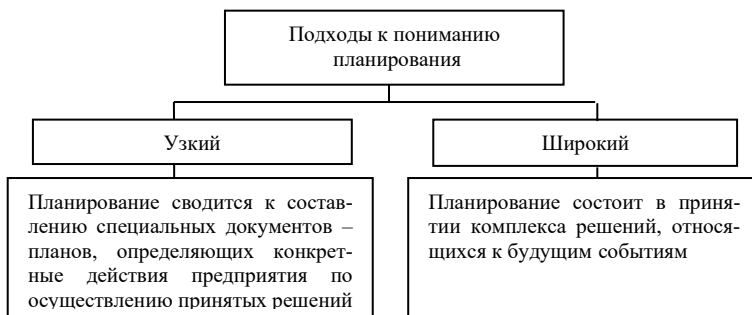 Подходы к пониманию
планирования
Узкий
Широкий
Планирование сводится к состав-
лению специальных документов –
планов, определяющих конкрет-
ные действия предприятия по
осуществлению принятых решений
Планирование состоит в приня-
тии комплекса решений, относя-
щихся к будущим событиям